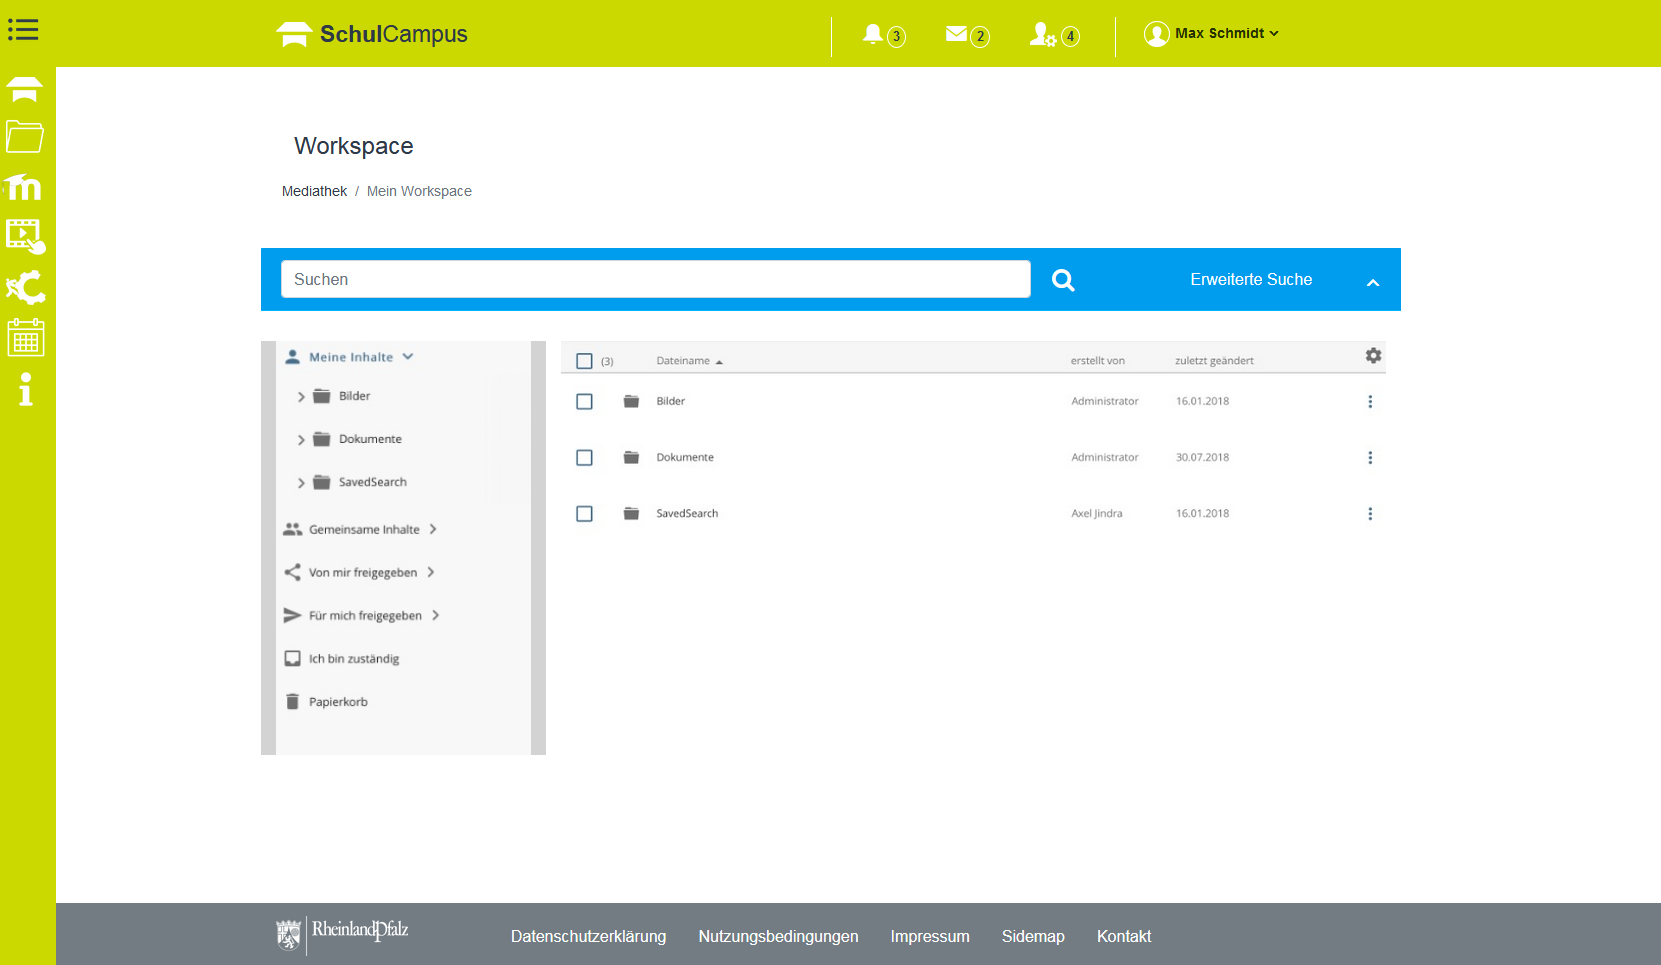 SchulCampus
3
2
4
Max Schmidt
Workspace
Mediathek / Mein Workspace
Suchen
Erweiterte Suche
Meine Inhalte
Bilder
Dokumente
SavedSearch
Gemeinsame Inhalte
Von mir freigegeben
Für mich freigegeben
Ich bin zuständig
Papierkorb
(3) Dateiname erstellt von zuletzt geändert
Bilder Administrator 16.01.2018
Dokumente Administrator 30.07.2018
SavedSearch Axel Jindra 16.01.2018
RheinlandPfalz
Datenschutzerklärung Nutzungsbedingungen Impressum Sidemap Kontakt